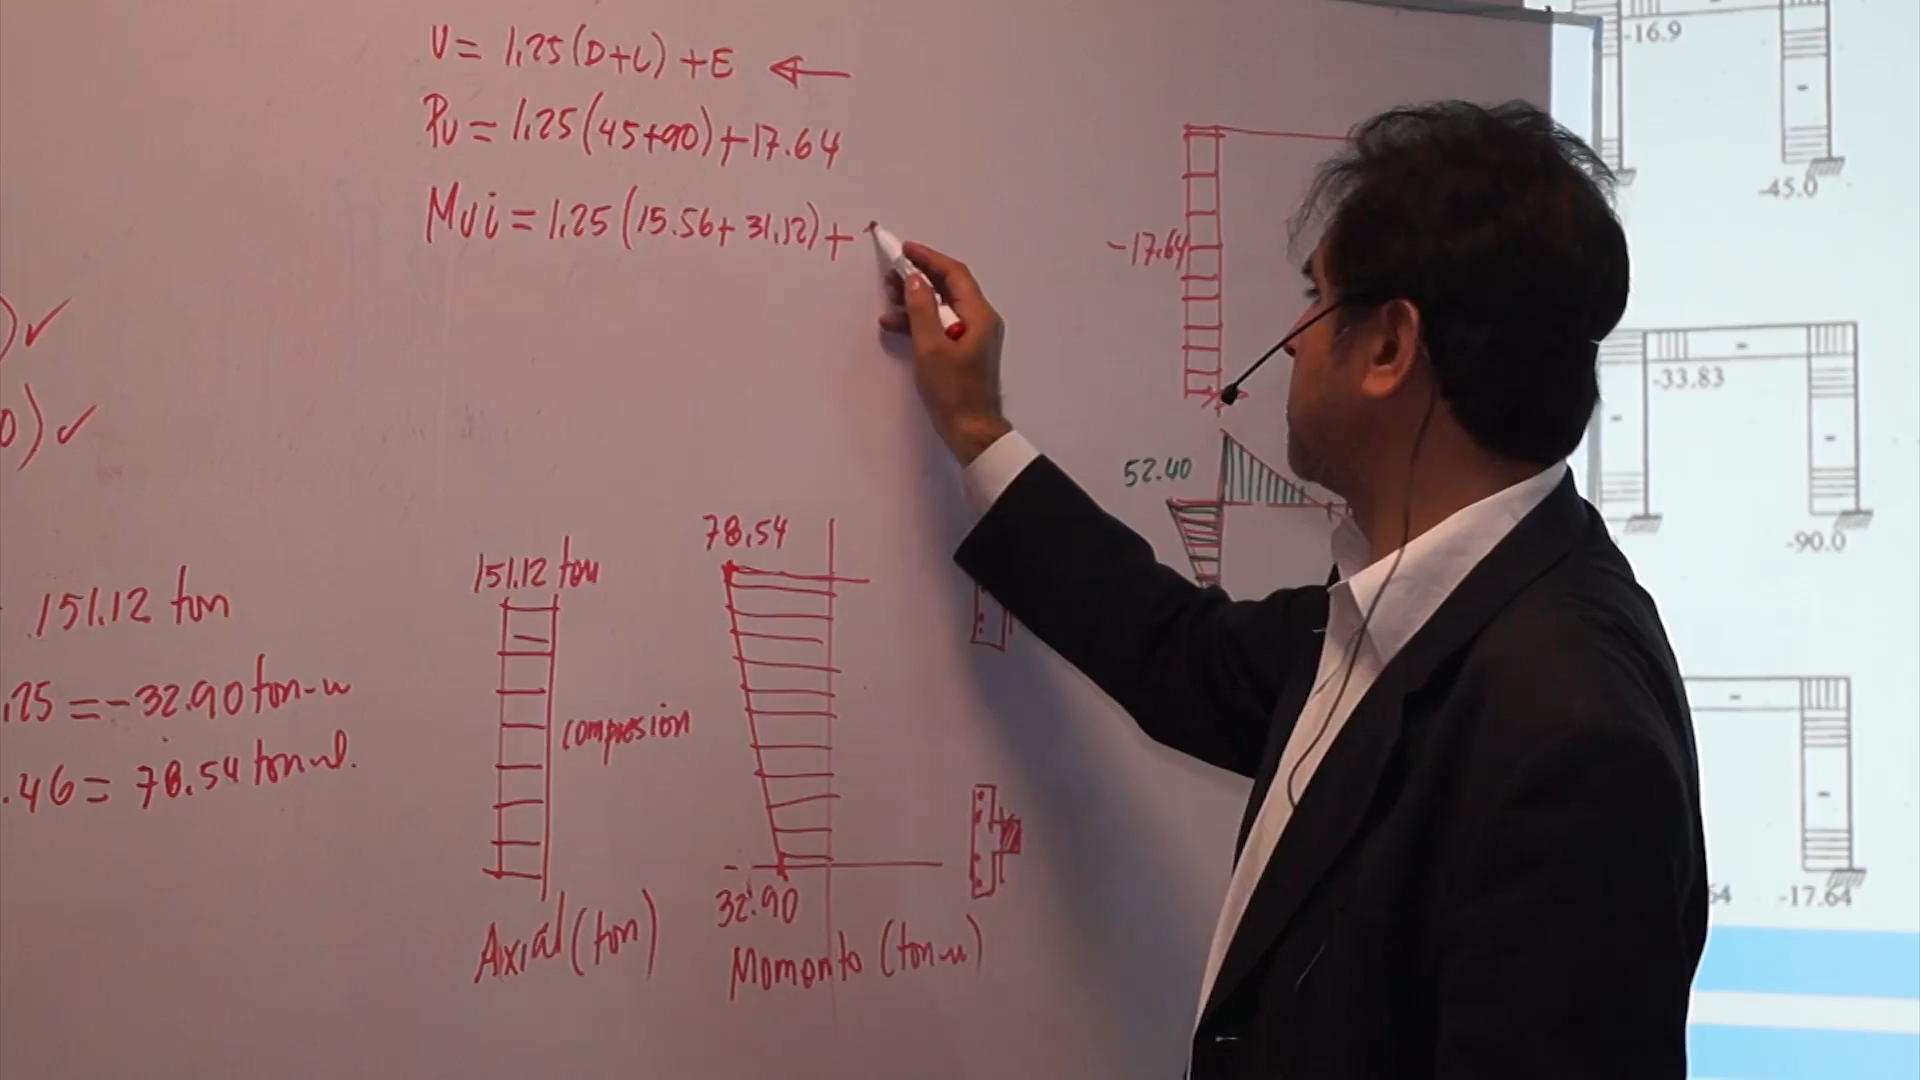 U = 1.25(D+L) + E
Pu = 1.25(45+90)+17.64
Mui = 1.25(15.56+31.12)+
)✓
0)✓
151.12 ton
.25 = -32.90 ton-m
.46 = 78.54 ton-m.
151.12 ton
compresion
Axial (ton)
78.54
32.90
Momento (ton-m)
-17.64
52.40
-16.9
-45.0
-33.83
-90.0
64
-17.64